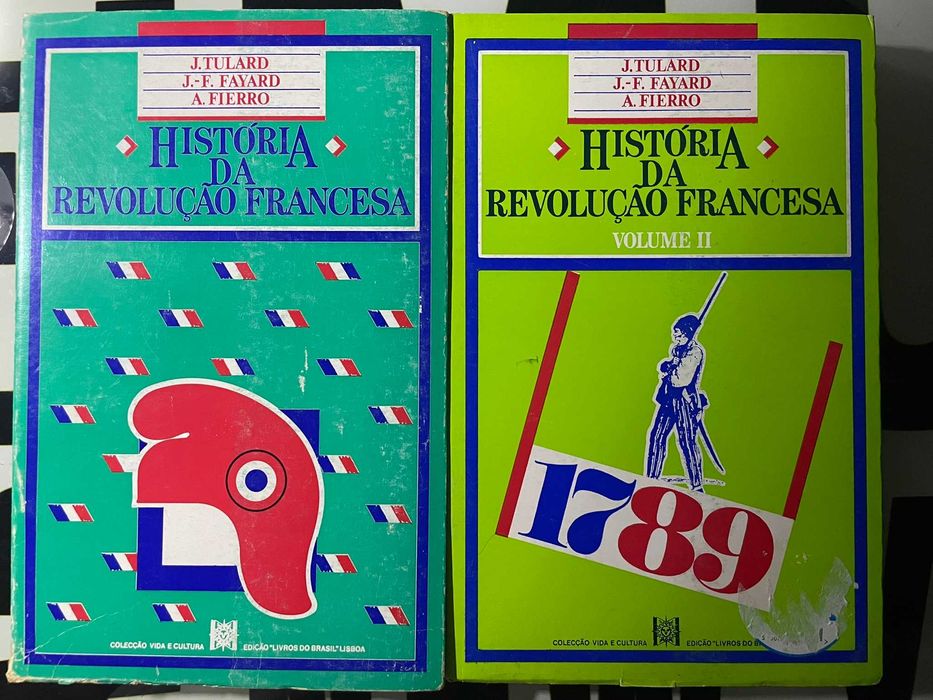 J. TULARD
J.-F. FAYARD
A. FIERRO
HISTÓRIA
DA
REVOLUÇÃO FRANCESA
COLECÇÃO VIDA E CULTURA
EDIÇÃO "LIVROS DO BRASIL" LISBOA
J. TULARD
J.-F. FAYARD
A. FIERRO
HISTÓRIA
DA
REVOLUÇÃO FRANCESA
VOLUME II
1789
COLECÇÃO VIDA E CULTURA
EDIÇÃO "LIVROS DO